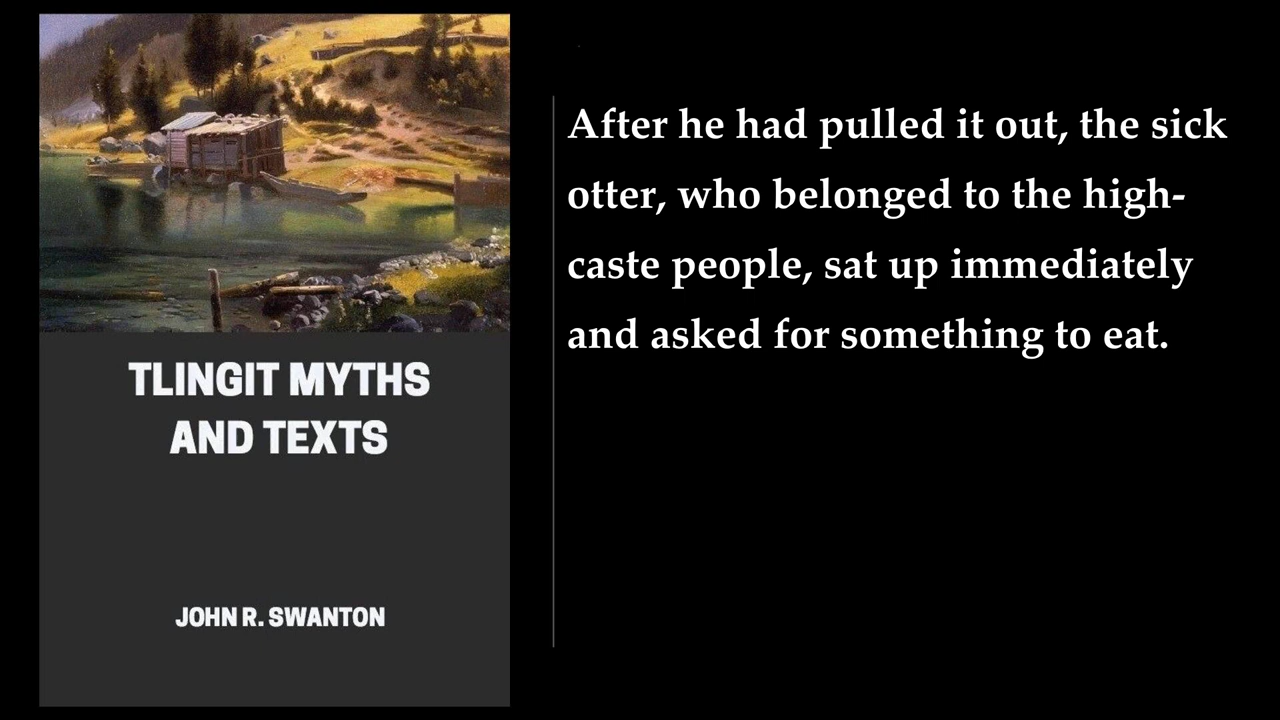 TLINGIT MYTHS
AND TEXTS
JOHN R. SWANTON
After he had pulled it out, the sick
otter, who belonged to the high-
caste people, sat up immediately
and asked for something to eat.